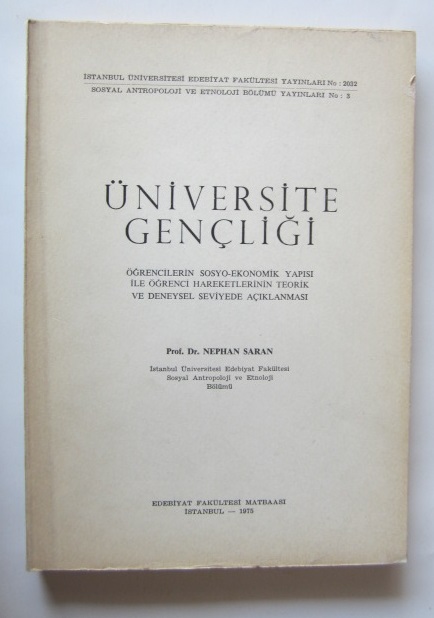 İSTANBUL ÜNİVERSİTESİ EDEBİYAT FAKÜLTESİ YAYINLARI No : 2032
SOSYAL ANTROPOLOJİ VE ETNOLOJİ BÖLÜMÜ YAYINLARI No : 3
ÜNİVERSİTE
GENÇLİĞİ
ÖĞRENCİLERİN SOSYO-EKONOMİK YAPISI
İLE ÖĞRENCİ HAREKETLERİNİN TEORİK
VE DENEYSEL SEVİYEDE AÇIKLANMASI
Prof. Dr. NEPHAN SARAN
İstanbul Üniversitesi Edebiyat Fakültesi
Sosyal Antropoloji ve Etnoloji
Bölümü
EDEBİYAT FAKÜLTESİ MATBAASI
İSTANBUL — 1975